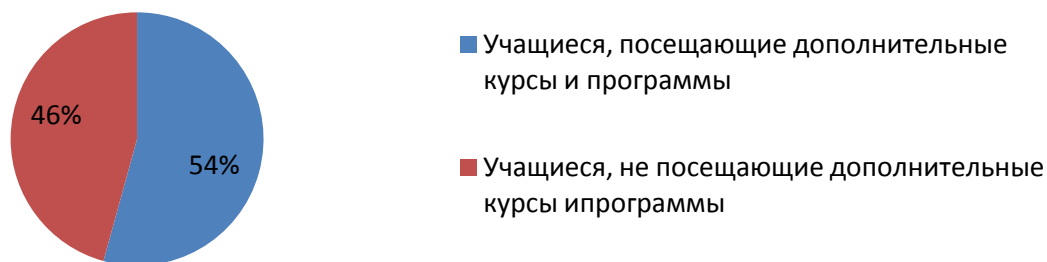 46%
54%
Учащиеся, посещающие дополнительные
курсы и программы
Учащиеся, не посещающие дополнительные
курсы ипрограммы